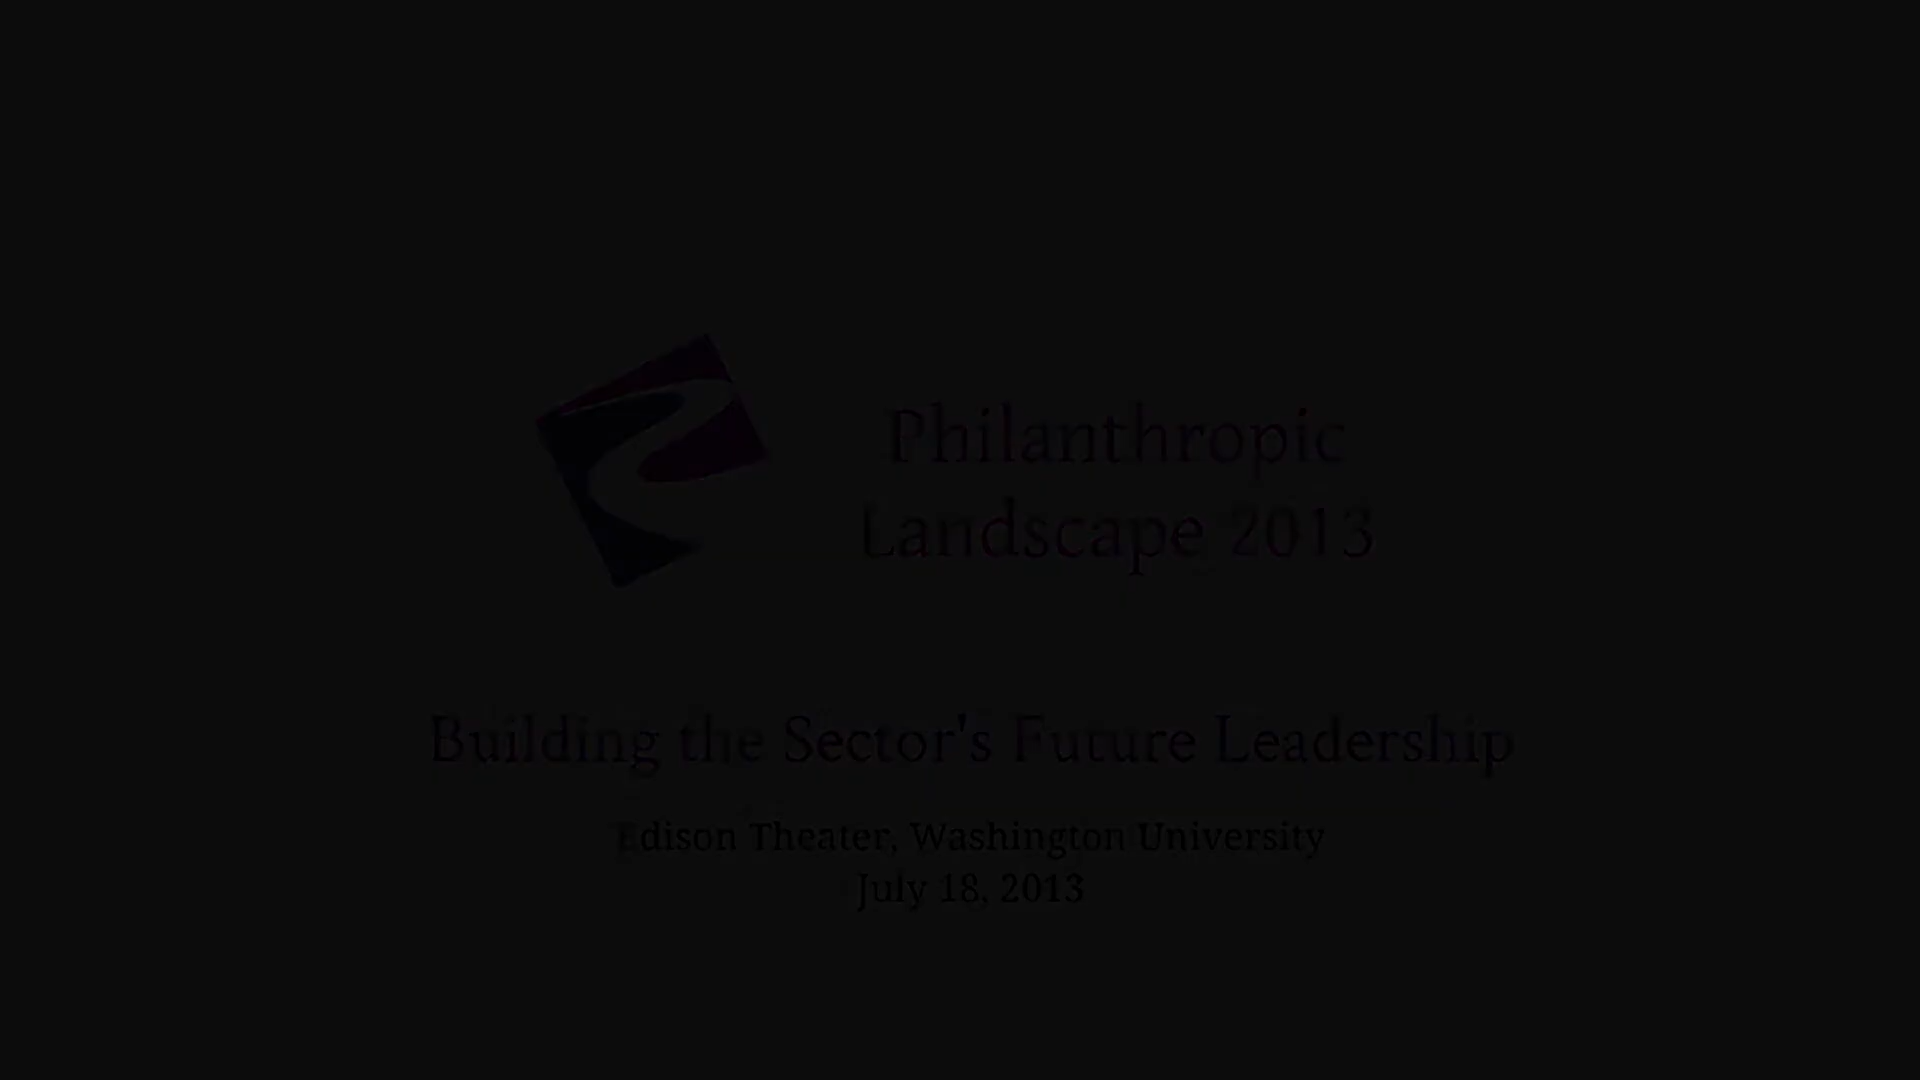 Philanthropic
Landscape 2013
Building the Sector's Future Leadership
Edison Theater, Washington University
July 18, 2013